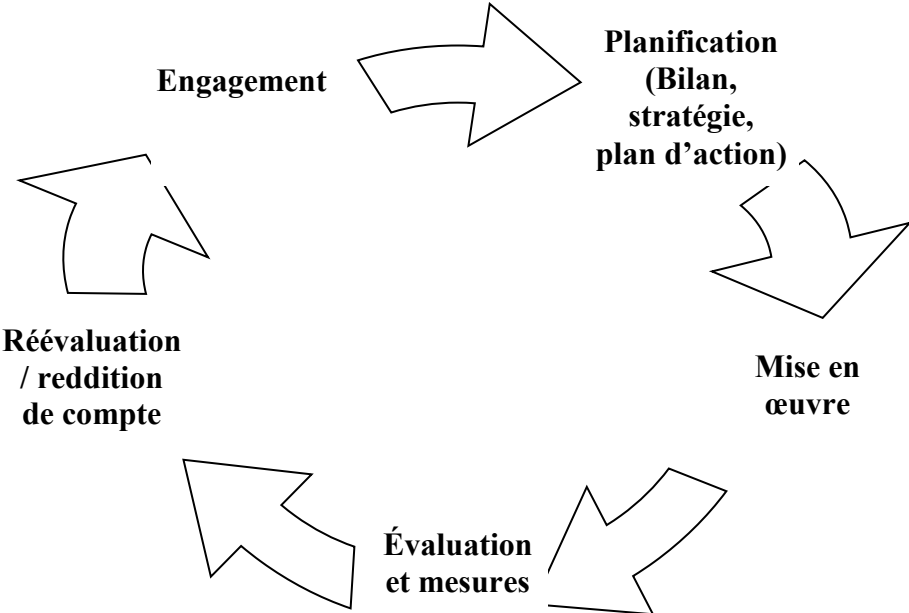 Engagement
Planification
(Bilan,
stratégie,
plan d’action)
Mise en
œuvre
Évaluation
et mesures
Réévaluation
/ reddition
de compte